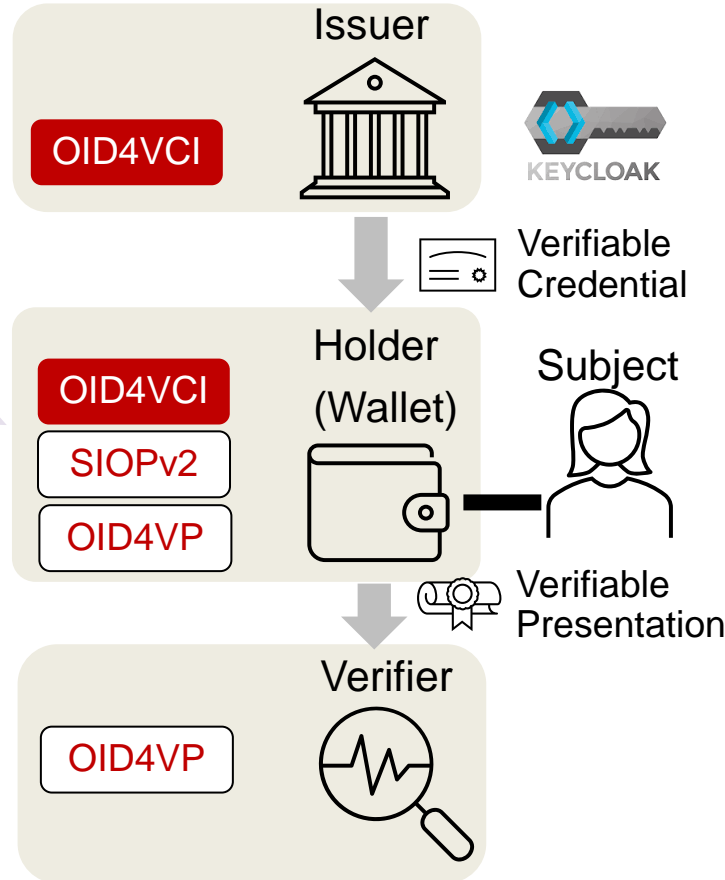 Issuer
OID4VCI
KEYCLOAK
Verifiable
Credential
Holder
(Wallet)
OID4VCI
SIOPv2
OID4VP
Subject
Verifiable
Presentation
Verifier
OID4VP